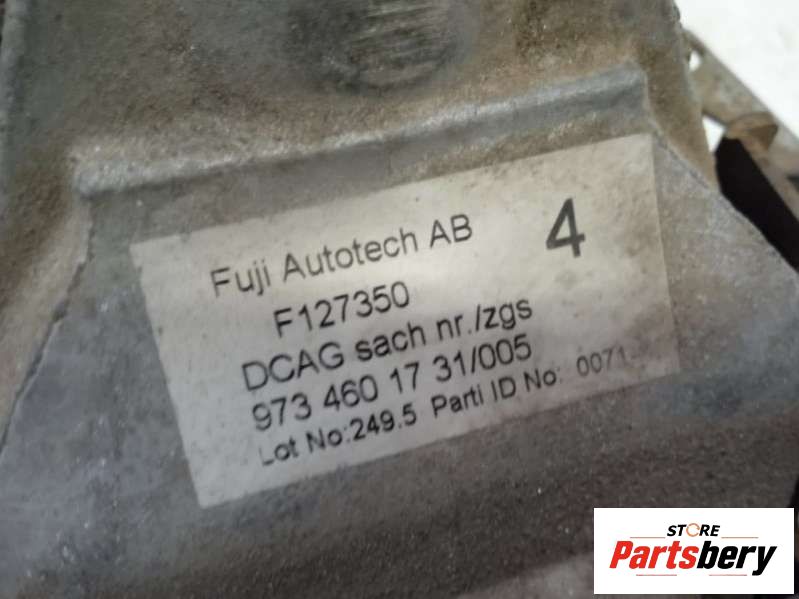 Fuji Autotech AB 4
F127350
DCAG sach nr./zgs
973 460 17 31/005
Lot No:249.5 Parti ID No: 0071-
STORE
Partsbery